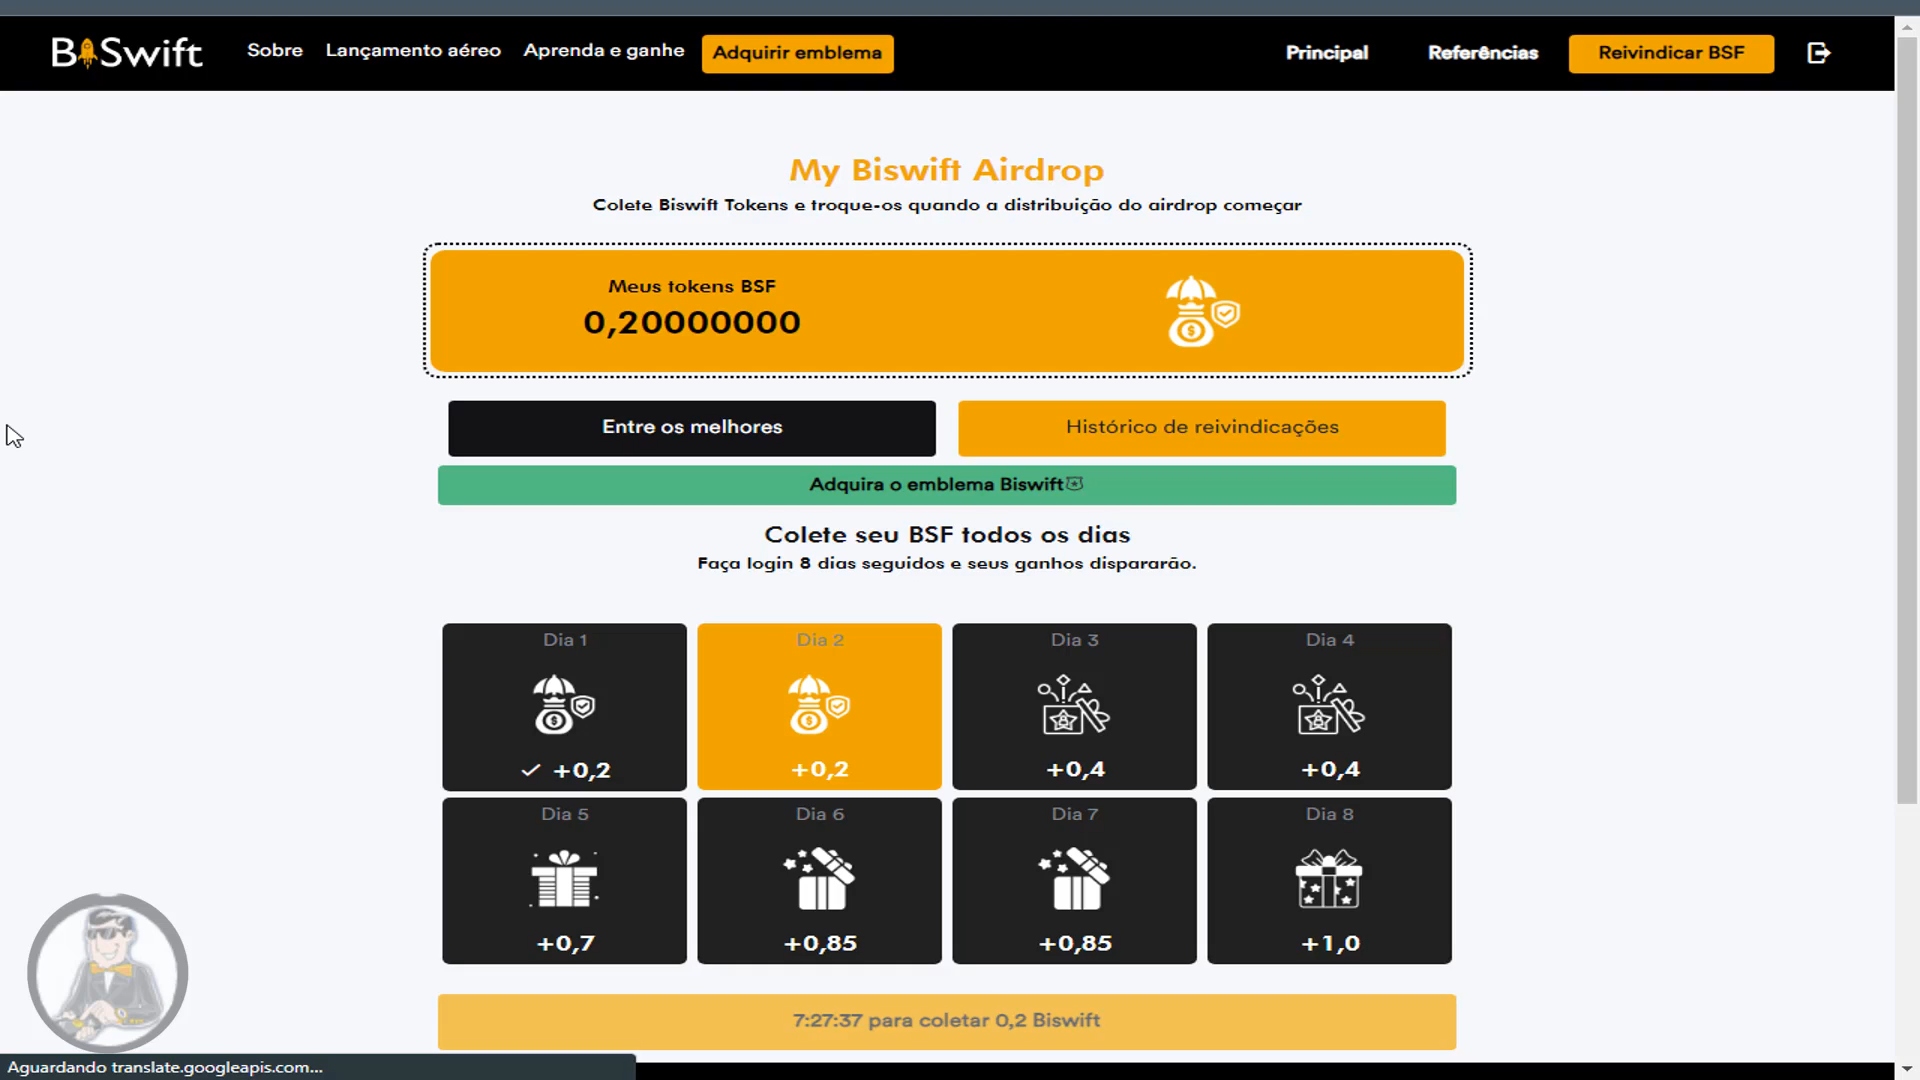 BiSwift
Sobre
Lançamento aéreo
Aprenda e ganhe
Adquirir emblema
Principal
Referências
Reivindicar BSF
My Biswift Airdrop
Colete Biswift Tokens e troque-os quando a distribuição do airdrop começar
Meus tokens BSF
0,20000000
Entre os melhores
Histórico de reivindicações
Adquira o emblema Biswift
Colete seu BSF todos os dias
Faça login 8 dias seguidos e seus ganhos dispararão.
Dia 1
+0,2
Dia 2
+0,2
Dia 3
+0,4
Dia 4
+0,4
Dia 5
+0,7
Dia 6
+0,85
Dia 7
+0,85
Dia 8
+1,0
7:27:37 para coletar 0,2 Biswift
Aguardando translate.googleapis.com...